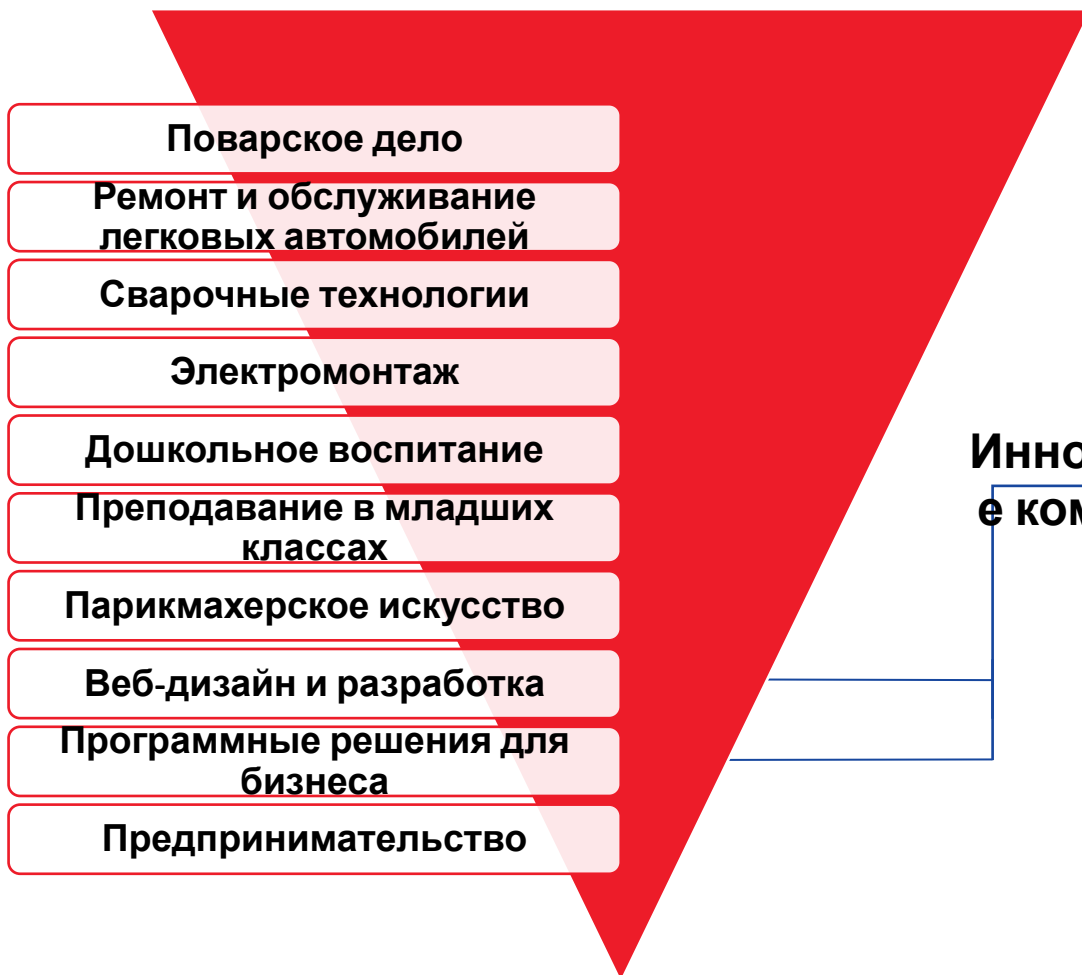 Поварское дело
Ремонт и обслуживание
легковых автомобилей
Сварочные технологии
Электромонтаж
Дошкольное воспитание
Преподавание в младших
классах
Парикмахерское искусство
Веб-дизайн и разработка
Программные решения для
бизнеса
Предпринимательство